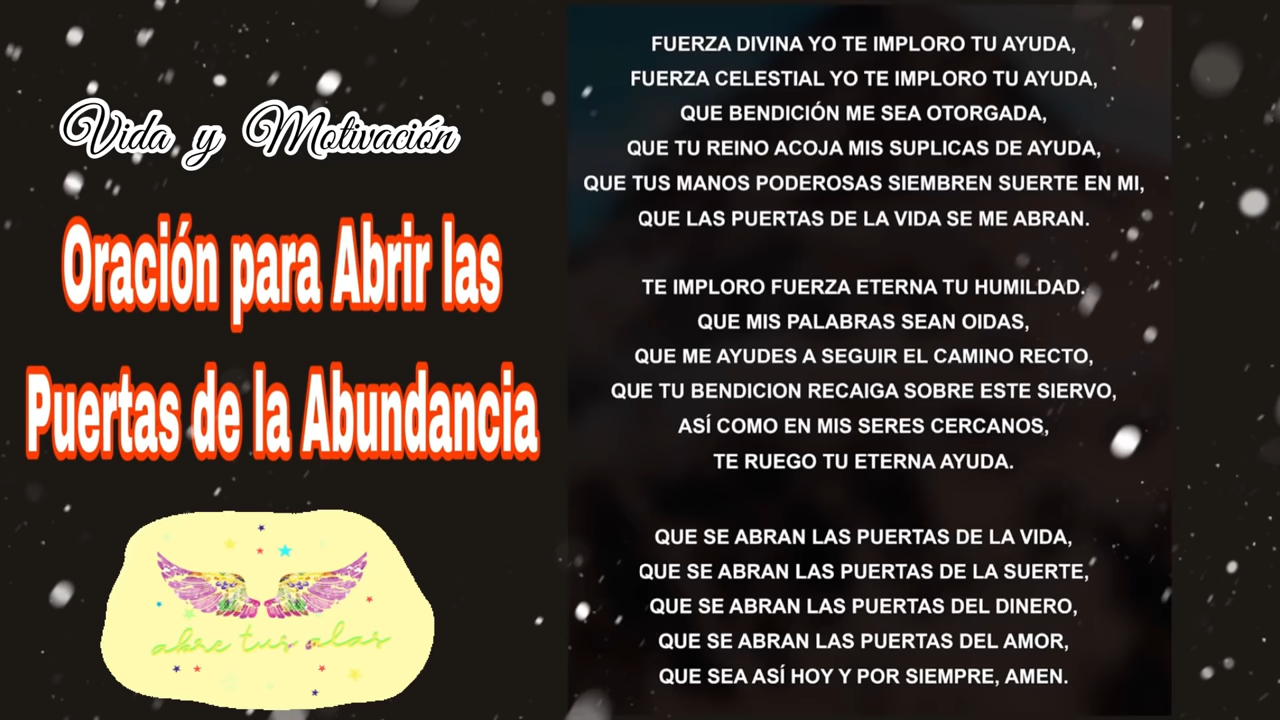 Vida y Motivación
Oración para Abrir las
Puertas de la Abundancia
abre tus alas
FUERZA DIVINA YO TE IMPLORO TU AYUDA,
FUERZA CELESTIAL YO TE IMPLORO TU AYUDA,
QUE BENDICIÓN ME SEA OTORGADA,
QUE TU REINO ACOJA MIS SUPLICAS DE AYUDA,
QUE TUS MANOS PODEROSAS SIEMBREN SUERTE EN MI,
QUE LAS PUERTAS DE LA VIDA SE ME ABRAN.
TE IMPLORO FUERZA ETERNA TU HUMILDAD.
QUE MIS PALABRAS SEAN OIDAS,
QUE ME AYUDES A SEGUIR EL CAMINO RECTO,
QUE TU BENDICION RECAIGA SOBRE ESTE SIERVO,
ASÍ COMO EN MIS SERES CERCANOS,
TE RUEGO TU ETERNA AYUDA.
QUE SE ABRAN LAS PUERTAS DE LA VIDA,
QUE SE ABRAN LAS PUERTAS DE LA SUERTE,
QUE SE ABRAN LAS PUERTAS DEL DINERO,
QUE SE ABRAN LAS PUERTAS DEL AMOR,
QUE SEA ASÍ HOY Y POR SIEMPRE, AMEN.